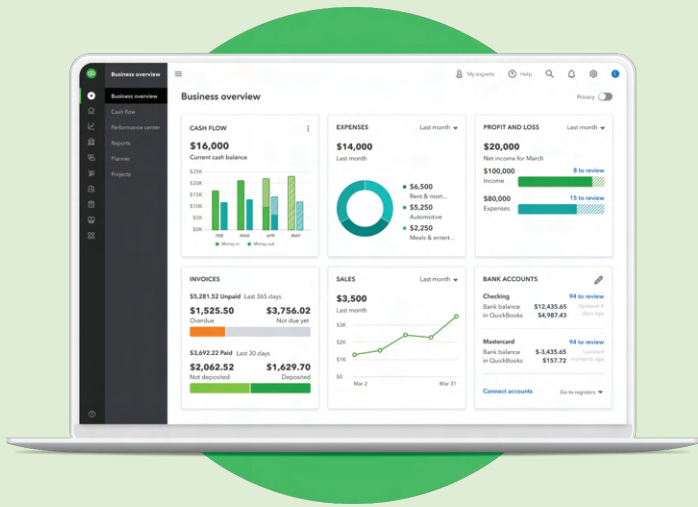 Business overview
My experts
Help
Business overview
Cash flow
Performance center
Reports
Planner
Projects
Business overview
Privacy
CASH FLOW
$16,000
Current cash balance
$25K
$20K
$15K
$10K
$5K
$0K
FEB MAR APR MAY
Money in Money out
EXPENSES Last month
$14,000
Last month
$6,500
Rent & mort...
$5,250
Automotive
$2,250
Meals & entert...
PROFIT AND LOSS Last month
$20,000
Net income for March
$100,000 8 to review
Income
$80,000 15 to review
Expenses
INVOICES
$5,281.52 Unpaid Last 365 days
$1,525.50 $3,756.02
Overdue Not due yet
$3,692.22 Paid Last 30 days
$2,062.52 $1,629.70
Not deposited Deposited
SALES Last month
$3,500
Last month
$3K
$2K
$1K
$0
Mar 2 Mar 31
BANK ACCOUNTS
Checking 94 to review
Bank balance $12,435.65 Updated 4
in QuickBooks $4,987.43 days ago
Mastercard 94 to review
Bank balance $-3,435.65 Updated
in QuickBooks $157.72 moments ago
Connect accounts Go to registers